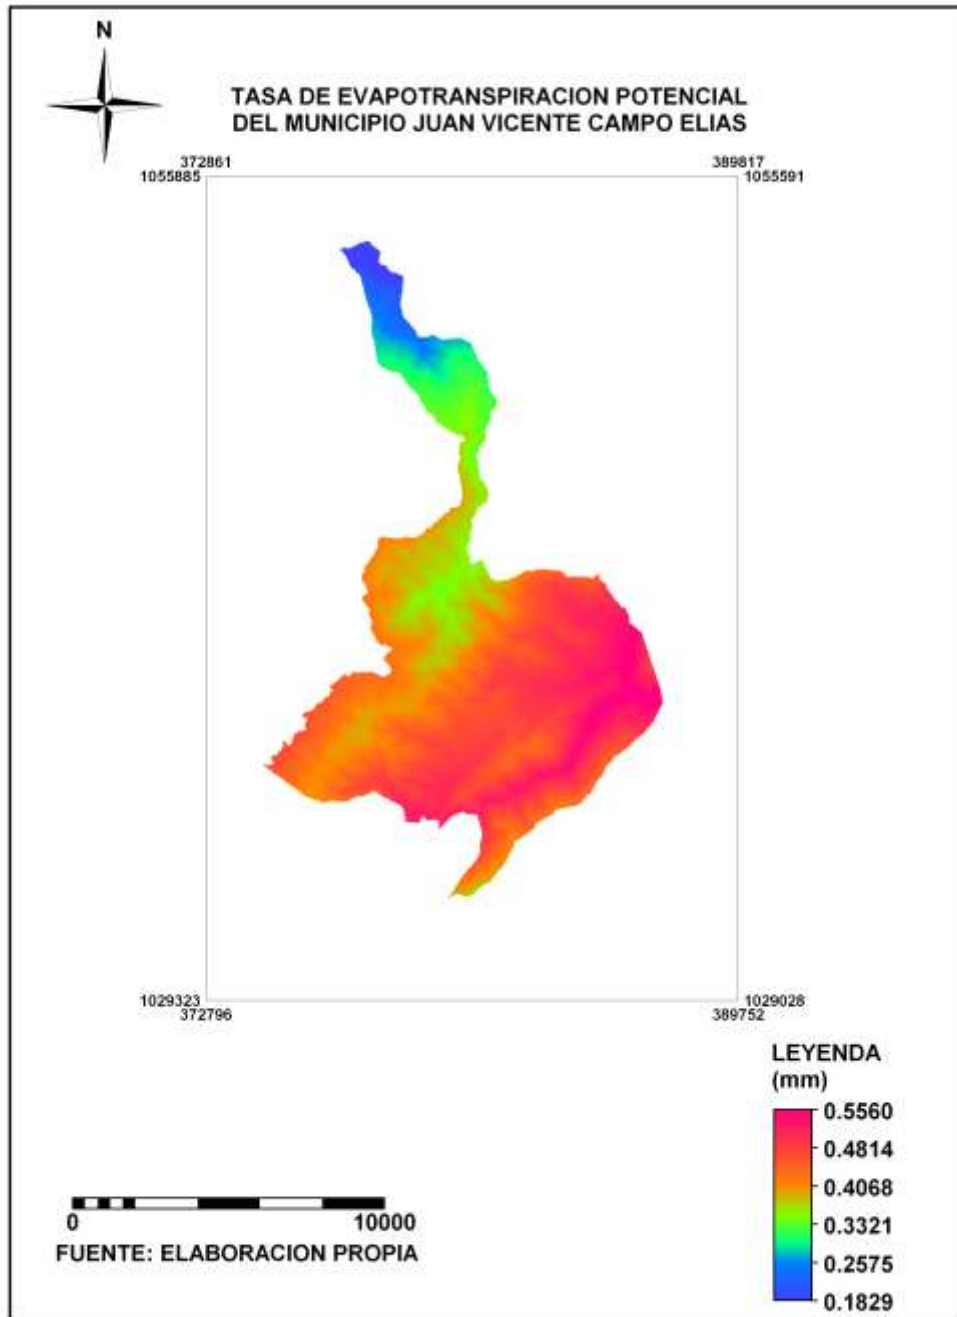 N
TASA DE EVAPOTRANSPIRACION POTENCIAL
DEL MUNICIPIO JUAN VICENTE CAMPO ELIAS
372861 389817
1055885 1055591
1029323 1029028
372796 389752
LEYENDA
(mm)
0.5560
0.4814
0.4068
0.3321
0.2575
0.1829
0 10000
FUENTE: ELABORACION PROPIA